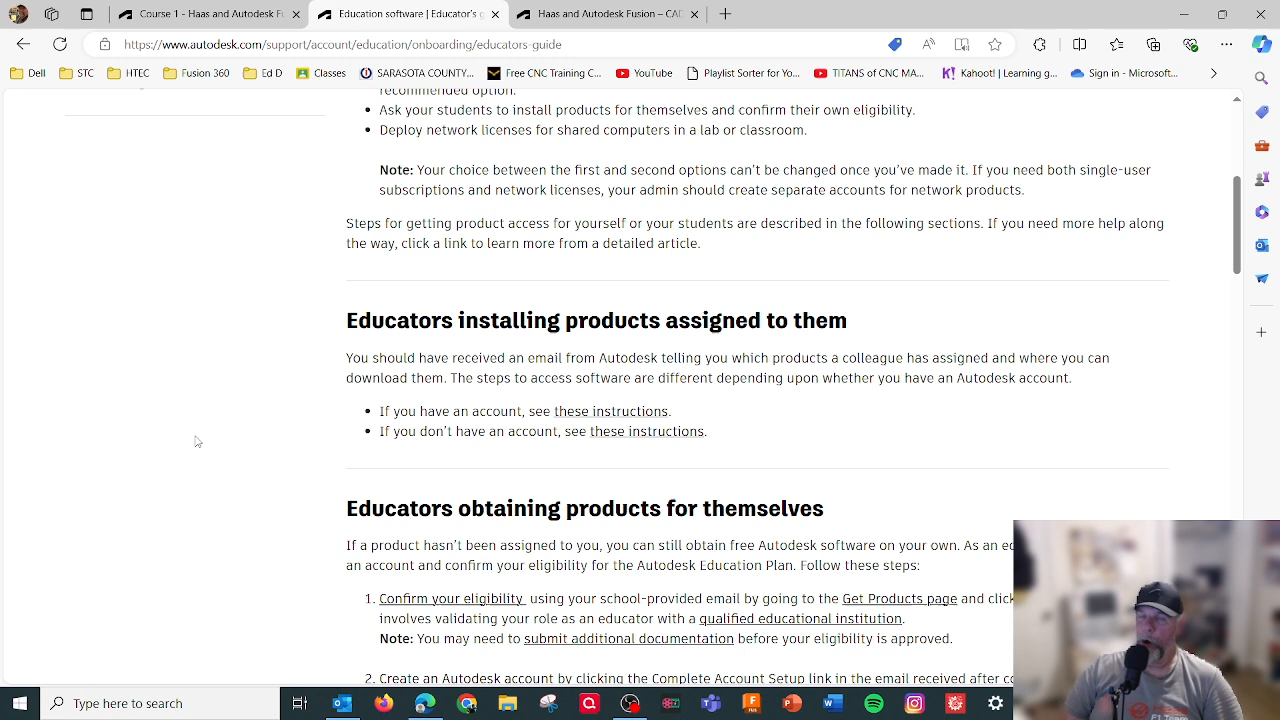 Course 1 - Haas and Autodesk Fu
Educators software | Educator's g
Haas and Autodesk Fusion – CAD
https://www.autodesk.com/support/account/education/onboarding/educators-guide
Dell
STC
HTEC
Fusion 360
Ed D
Classes
SARASOTA COUNTY...
Free CNC Training C...
YouTube
Playlist Sorter for Yo...
TITANS of CNC MA...
Kahoot! | Learning g...
Sign in - Microsoft...
recommended option.
• Ask your students to install products for themselves and confirm their own eligibility.
• Deploy network licenses for shared computers in a lab or classroom.
Note: Your choice between the first and second options can't be changed once you've made it. If you need both single-user
subscriptions and network licenses, your admin should create separate accounts for network products.
Steps for getting product access for yourself or your students are described in the following sections. If you need more help along
the way, click a link to learn more from a detailed article.
Educators installing products assigned to them
You should have received an email from Autodesk telling you which products a colleague has assigned and where you can
download them. The steps to access software are different depending upon whether you have an Autodesk account.
• If you have an account, see these instructions.
• If you don't have an account, see these instructions.
Educators obtaining products for themselves
If a product hasn't been assigned to you, you can still obtain free Autodesk software on your own. As an ed
an account and confirm your eligibility for the Autodesk Education Plan. Follow these steps:
1. Confirm your eligibility using your school-provided email by going to the Get Products page and click
involves validating your role as an educator with a qualified educational institution.
Note: You may need to submit additional documentation before your eligibility is approved.
2. Create an Autodesk account by clicking the Complete Account Setup link in the email received after co
Type here to search
F1 Team